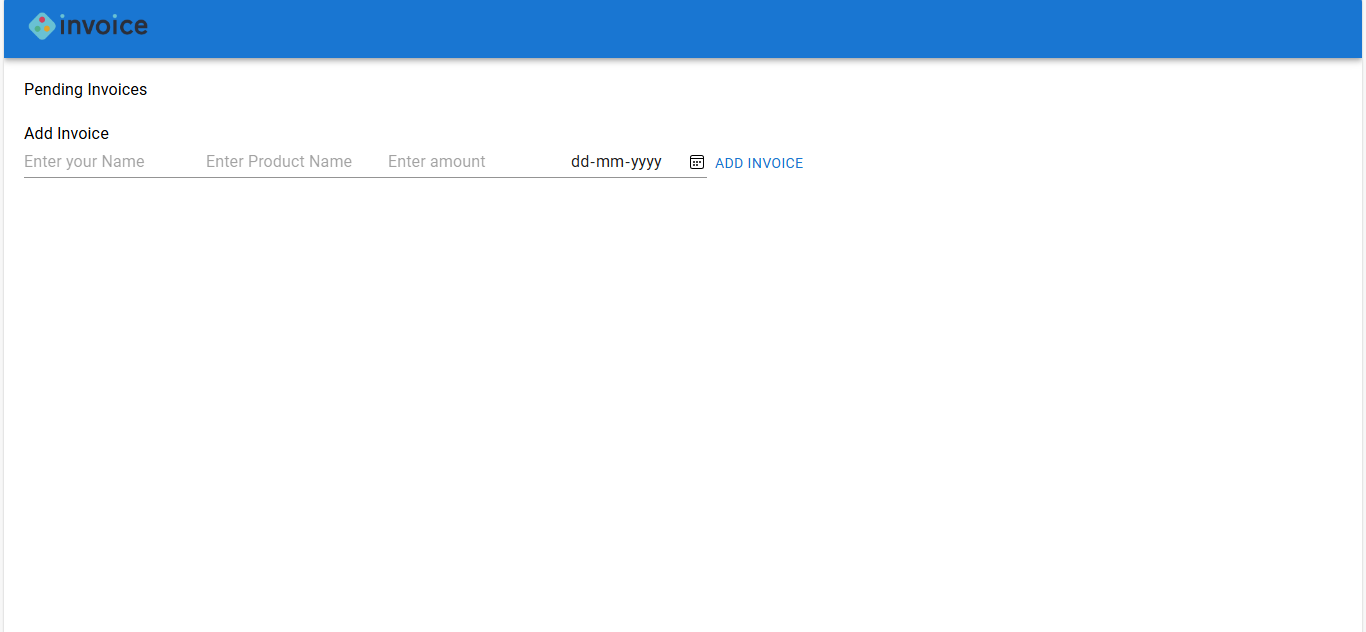 invoice
Pending Invoices
Add Invoice
Enter your Name Enter Product Name Enter amount dd-mm-yyyy ADD INVOICE